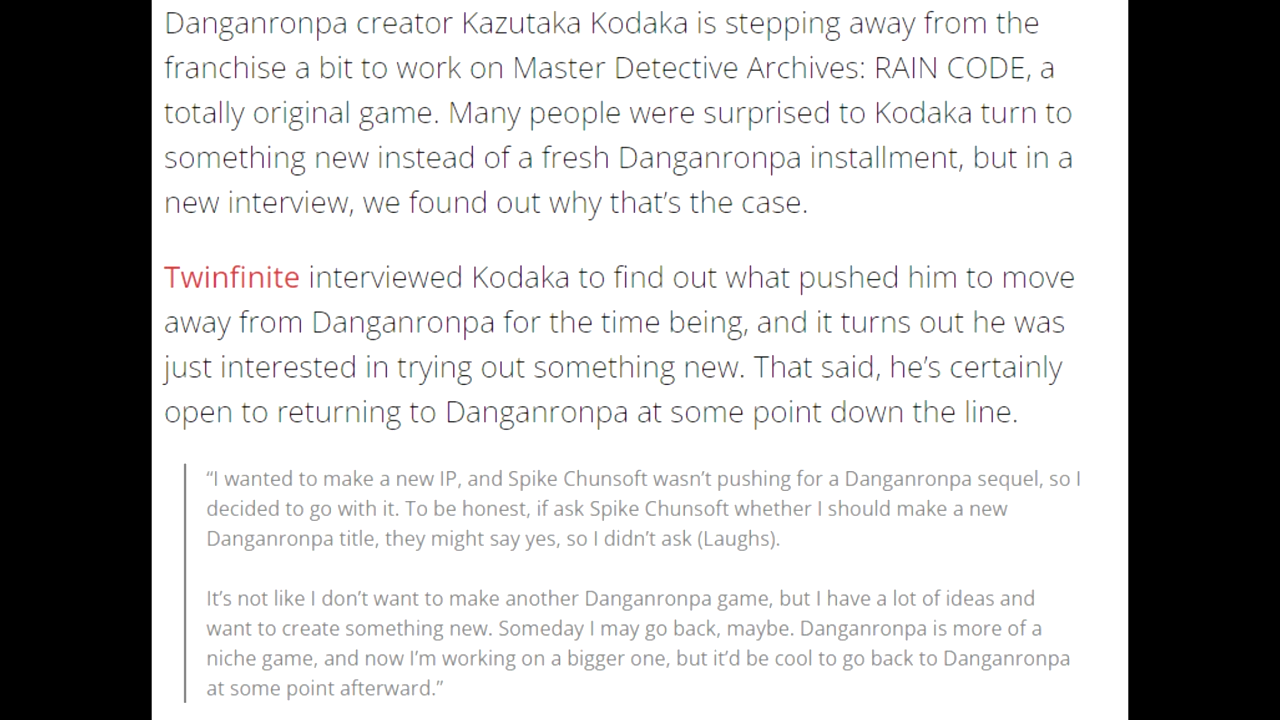 Danganronpa creator Kazutaka Kodaka is stepping away from the
franchise a bit to work on Master Detective Archives: RAIN CODE, a
totally original game. Many people were surprised to Kodaka turn to
something new instead of a fresh Danganronpa installment, but in a
new interview, we found out why that’s the case.
Twinfinite interviewed Kodaka to find out what pushed him to move
away from Danganronpa for the time being, and it turns out he was
just interested in trying out something new. That said, he’s certainly
open to returning to Danganronpa at some point down the line.
“I wanted to make a new IP, and Spike Chunsoft wasn’t pushing for a Danganronpa sequel, so I
decided to go with it. To be honest, if ask Spike Chunsoft whether I should make a new
Danganronpa title, they might say yes, so I didn’t ask (Laughs).
It’s not like I don’t want to make another Danganronpa game, but I have a lot of ideas and
want to create something new. Someday I may go back, maybe. Danganronpa is more of a
niche game, and now I’m working on a bigger one, but it’d be cool to go back to Danganronpa
at some point afterward.”